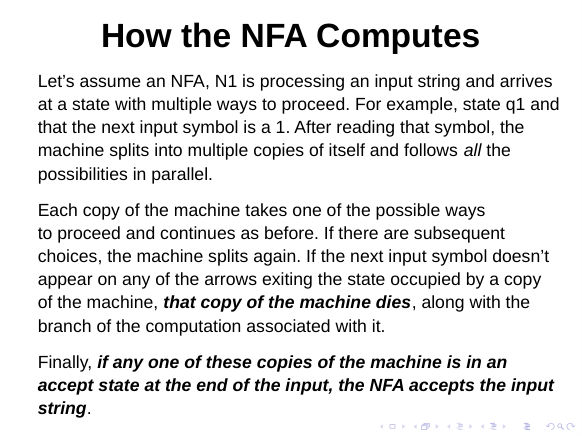 How the NFA Computes
Let’s assume an NFA, N1 is processing an input string and arrives
at a state with multiple ways to proceed. For example, state q1 and
that the next input symbol is a 1. After reading that symbol, the
machine splits into multiple copies of itself and follows all the
possibilities in parallel.
Each copy of the machine takes one of the possible ways
to proceed and continues as before. If there are subsequent
choices, the machine splits again. If the next input symbol doesn’t
appear on any of the arrows exiting the state occupied by a copy
of the machine, that copy of the machine dies, along with the
branch of the computation associated with it.
Finally, if any one of these copies of the machine is in an
accept state at the end of the input, the NFA accepts the input
string.